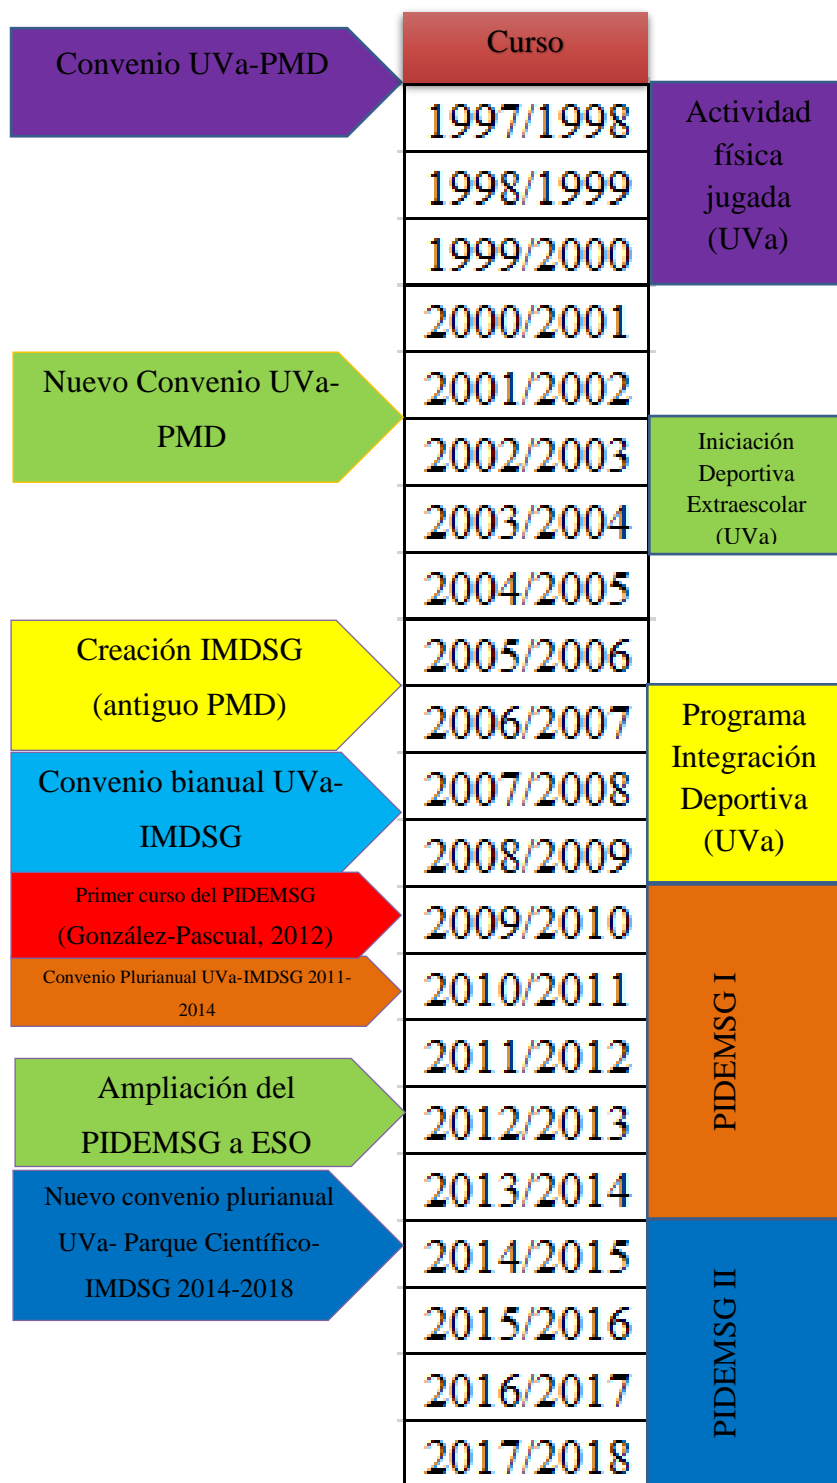 Convenio UVa-PMD
Nuevo Convenio UVa-
PMD
Creación IMDSG
(antiguo PMD)
Convenio bianual UVa-
IMDSG
Primer curso del PIDEMSG
(González-Pascual, 2012)
Convenio Plurianual UVa-IMDSG 2011-
2014
Ampliación del
PIDEMSG a ESO
Nuevo convenio plurianual
UVa- Parque Científico-
IMDSG 2014-2018
Curso
1997/1998
1998/1999
1999/2000
2000/2001
2001/2002
2002/2003
2003/2004
2004/2005
2005/2006
2006/2007
2007/2008
2008/2009
2009/2010
2010/2011
2011/2012
2012/2013
2013/2014
2014/2015
2015/2016
2016/2017
2017/2018
Actividad
física
jugada
(UVa)
Iniciación
Deportiva
Extraescolar
(UVa)
Programa
Integración
Deportiva
(UVa)
PIDEMSG I
PIDEMSG II